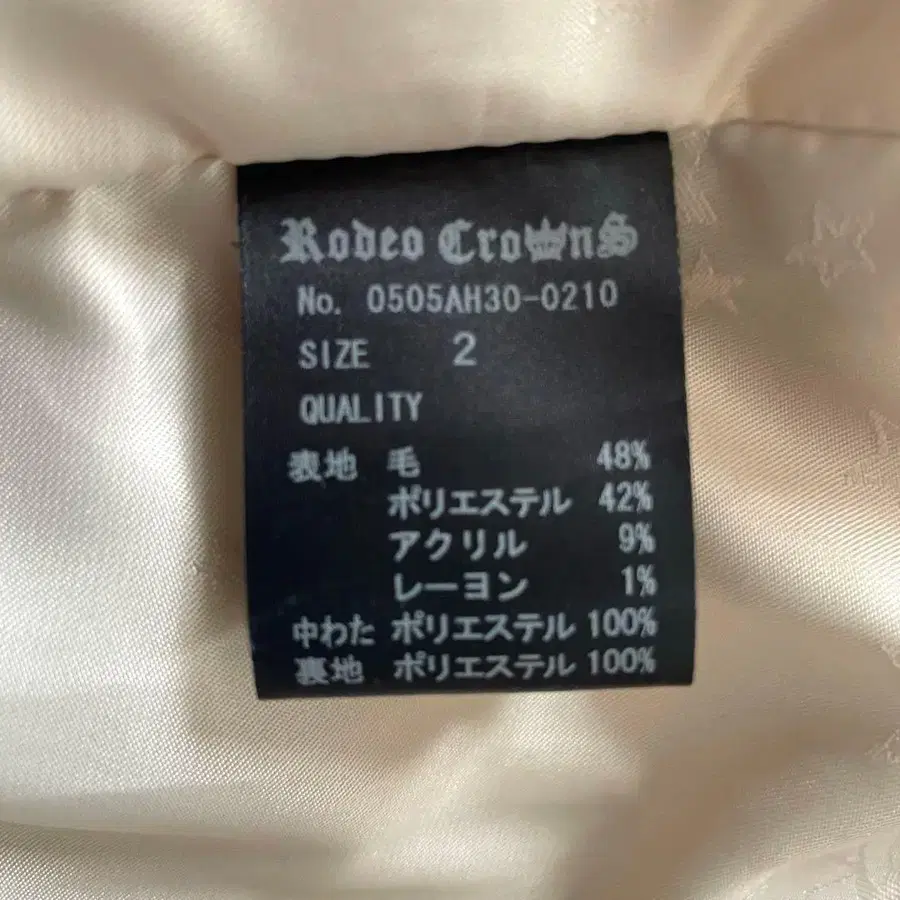 Rodeo CrownS
No. 0505AH30-0210
SIZE 2
QUALITY
表地 毛 48%
ポリエステル 42%
アクリル 9%
レーヨン 1%
中わた ポリエステル 100%
裏地 ポリエステル 100%